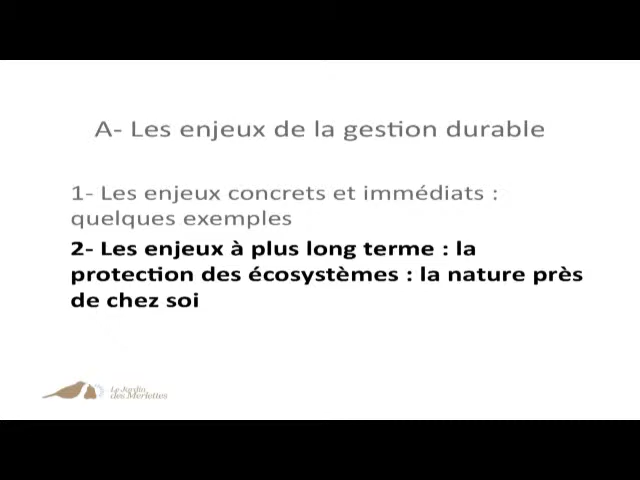 A- Les enjeux de la gestion durable
1- Les enjeux concrets et immédiats :
quelques exemples
2- Les enjeux à plus long terme : la
protection des écosystèmes : la nature près
de chez soi
Le Jardin
des Merlettes